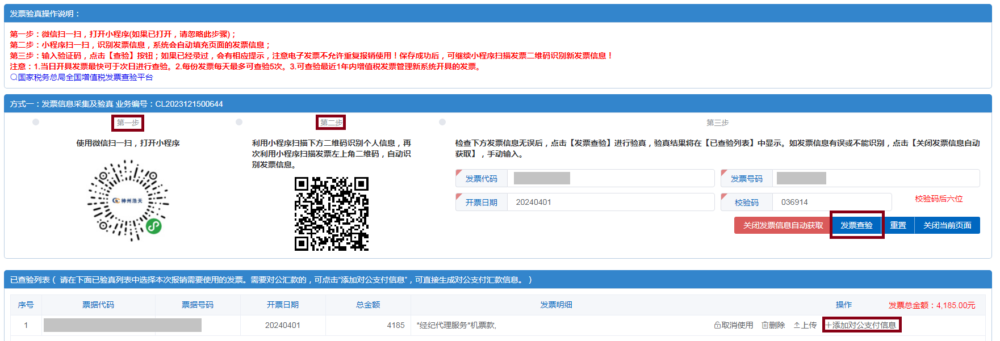 发票验真操作说明：
第一步：微信扫一扫，打开小程序(如果已打开，请忽略此步骤)；
第二步：小程序扫一扫，识别发票信息，系统会自动填充页面的发票信息；
第三步：输入验证码，点击【查验】按钮；如果已经录过，会有相应提示，注意电子发票不允许重复报销使用！保存成功后，可继续小程序扫描发票二维码识别新发票信息！
注意：1.当日开具发票最快可于次日进行查验。2.每份发票每天最多可查验5次。3.可查验最近1年内增值税发票管理新系统开具的发票。
国家税务总局全国增值税发票查验平台
方式一：发票信息采集及验真 业务编号：CL2023121500644
第一步
使用微信扫一扫，打开小程序
神州浩天
第二步
利用小程序扫描下方二维码识别个人信息，再
次利用小程序扫描发票左上角二维码，自动识
别发票信息。
第三步
检查下方发票信息无误后，点击【发票查验】进行验真，验真结果将在【已查验列表】中显示。如发票信息有误或不能识别，点击【关闭发票信息自动
获取】，手动输入。
发票代码 发票号码
开票日期 20240401 校验码 036914 校验码后六位
关闭发票信息自动获取 发票查验 重置 关闭当前页面
已查验列表（ 请在下面已验真列表中选择本次报销需要使用的发票。需要对公汇款的，可点击“添加对公支付信息”，可直接生成对公支付汇款信息。）
序号 票据代码 票据号码 开票日期 总金额 发票明细 操作 发票总金额：4,185.00元
1 20240401 4185 *经纪代理服务*机票款, 取消使用 删除 上传 添加对公支付信息